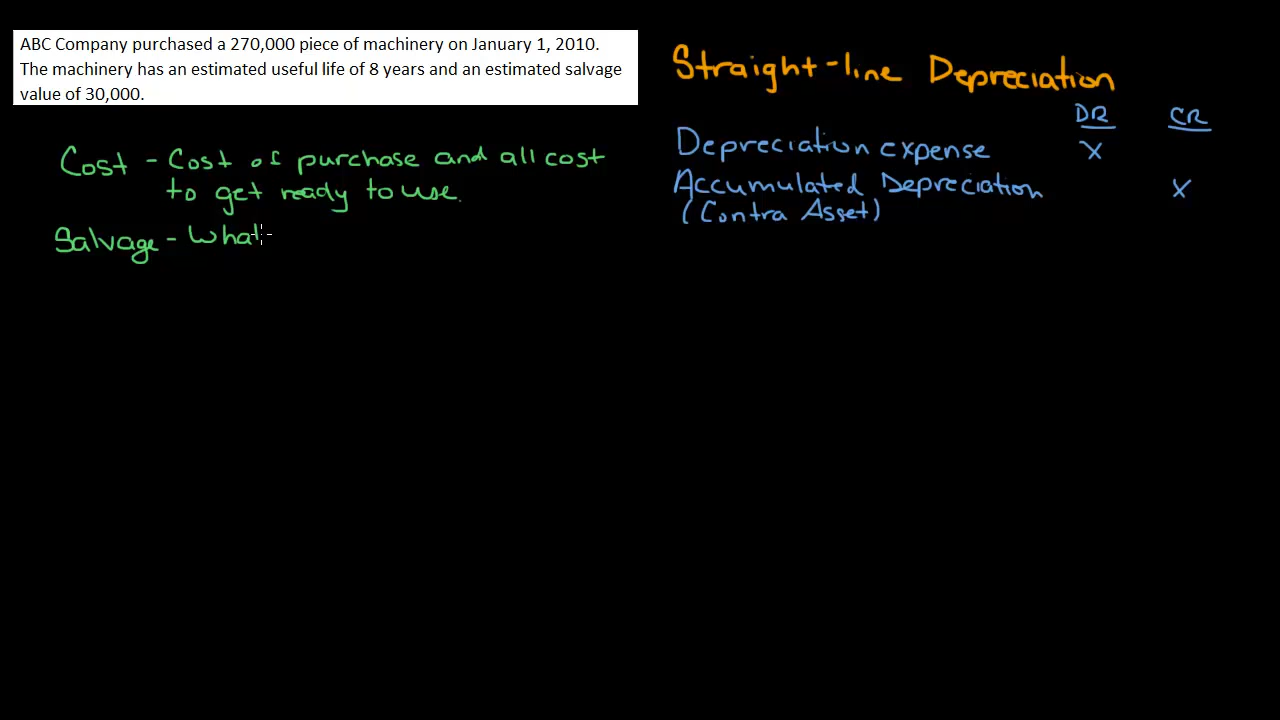 ABC Company purchased a 270,000 piece of machinery on January 1, 2010.
The machinery has an estimated useful life of 8 years and an estimated salvage
value of 30,000.
Cost - Cost of purchase and all cost
to get ready to use.
Salvage - What
Straight-line Depreciation
DR CR
Depreciation expense X
Accumulated Depreciation X
(Contra Asset)